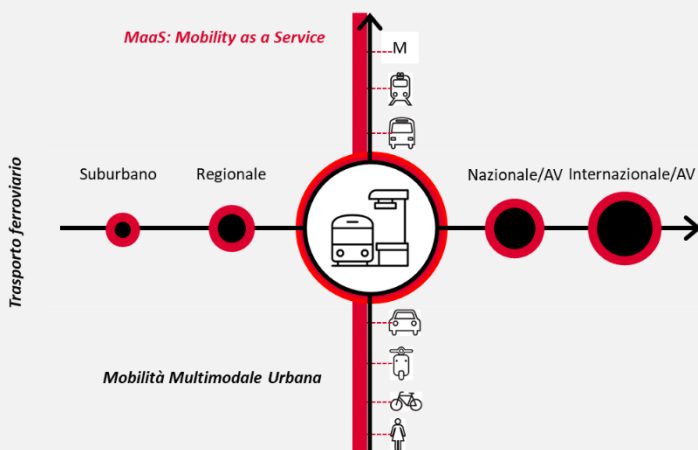 MaaS: Mobility as a Service
M
Suburbano
Regionale
Nazionale/AV
Internazionale/AV
Trasporto ferroviario
Mobilità Multimodale Urbana